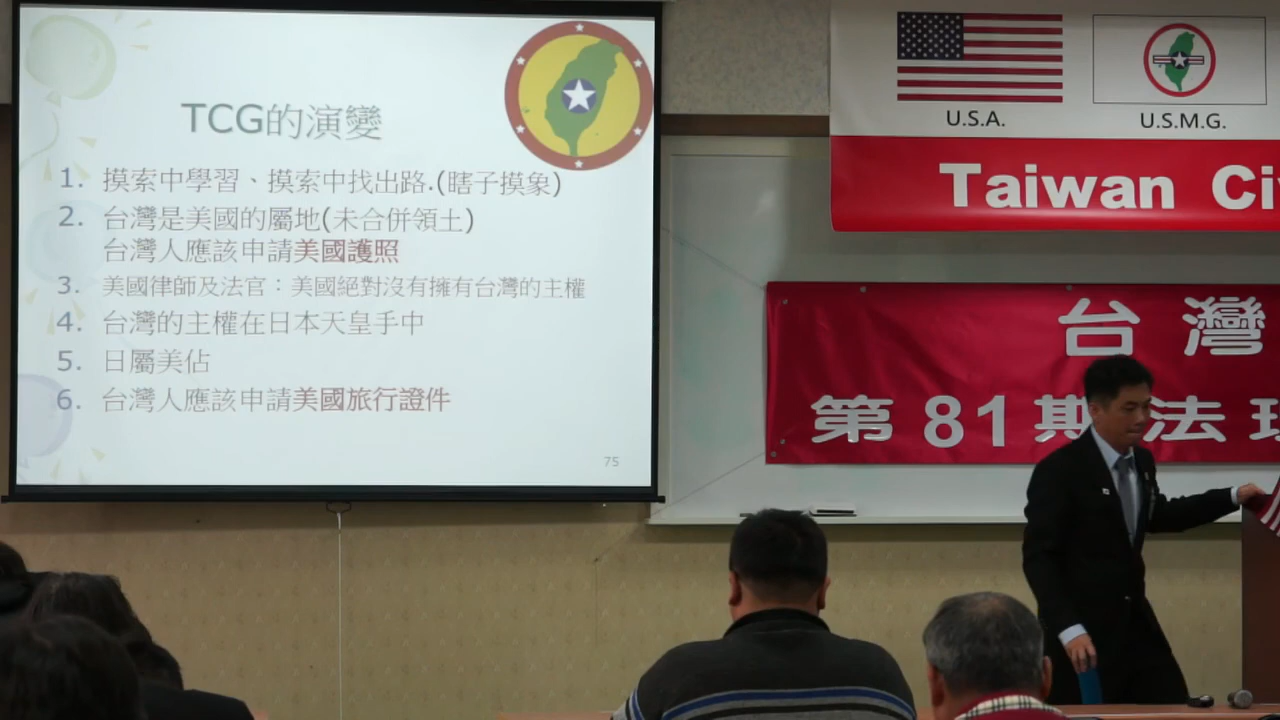 TCG的演變
1. 摸索中學習、摸索中找出路.(瞎子摸象)
2. 台灣是美國的屬地(未合併領土)
台灣人應該申請美國護照
3. 美國律師及法官：美國絕對沒有擁有台灣的主權
4. 台灣的主權在日本天皇手中
5. 日屬美佔
6. 台灣人應該申請美國旅行證件
75
U.S.A. U.S.M.G.
Taiwan Ci
台灣
第81期法